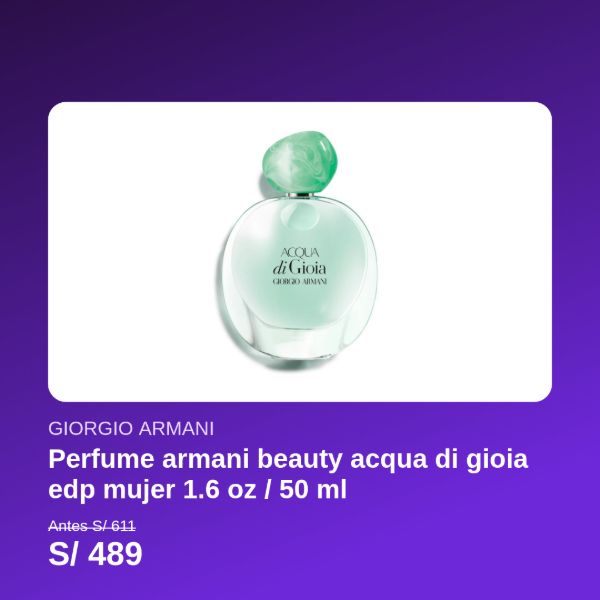 ACQUA
di Gioia
GIORGIO ARMANI
GIORGIO ARMANI
Perfume armani beauty acqua di gioia
edp mujer 1.6 oz / 50 ml
Antes S/ 611
S/ 489